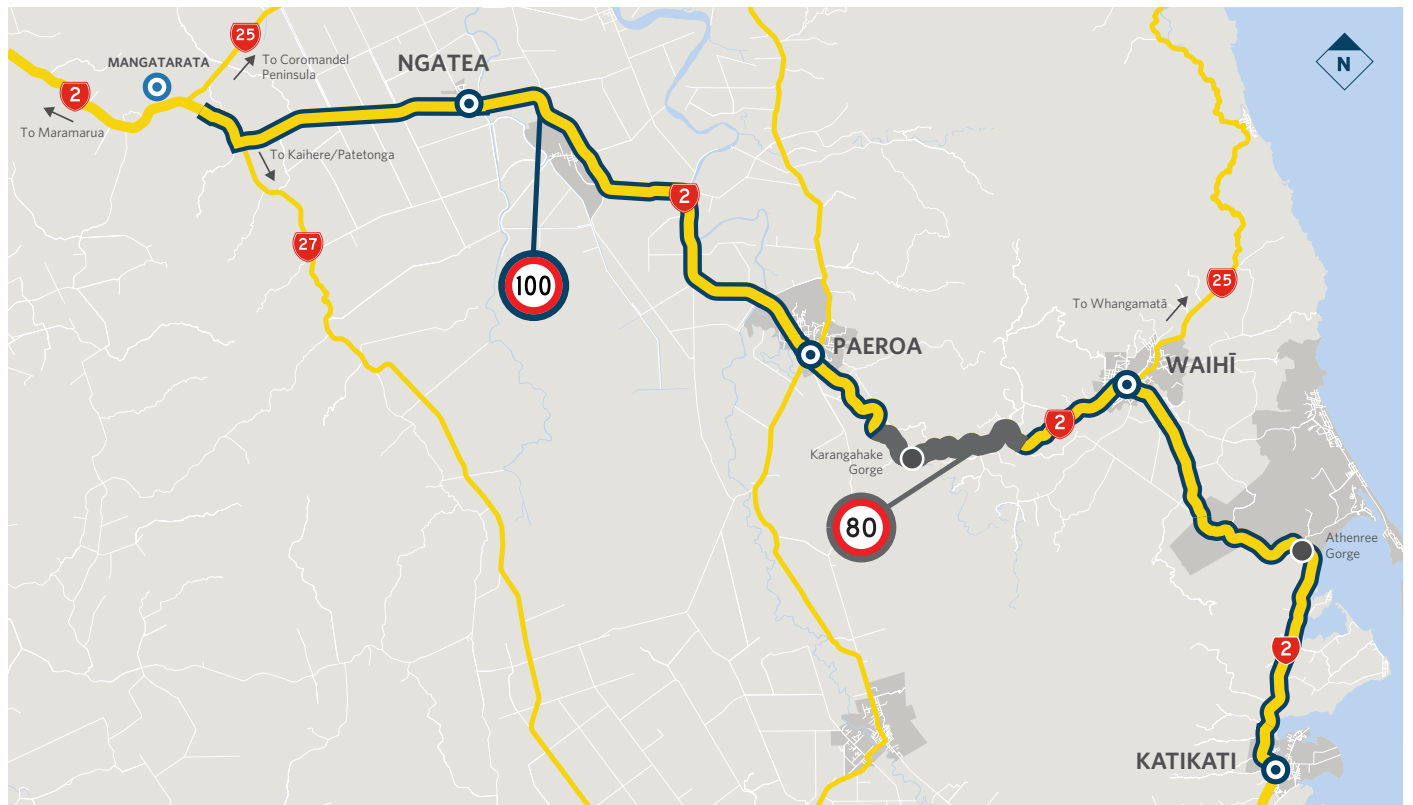 25
To Coromandel
Peninsula
MANGATARATA
NGATEA
N
2
To Maramarua
To Kaihere/Patetonga
2
27
100
25
To Whangamatā
PAEROA
WAIHĪ
2
Karangahake
Gorge
80
Athenree
Gorge
2
KATIKATI